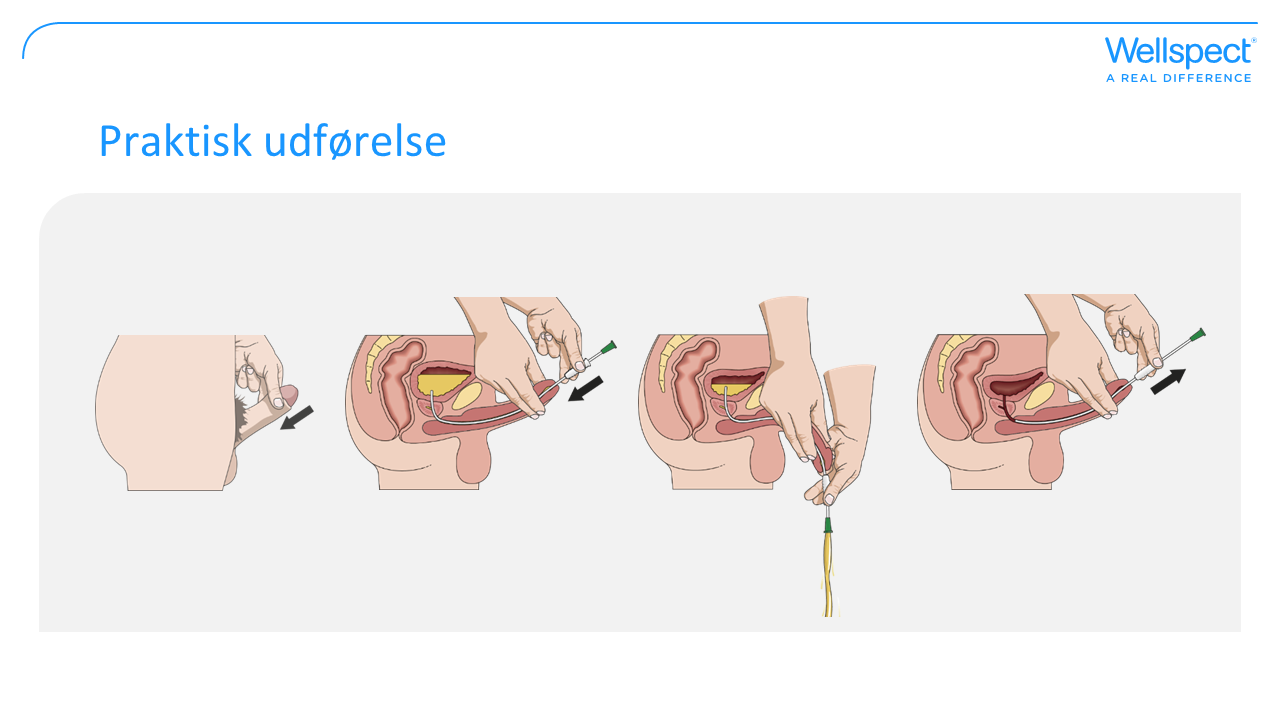 Wellspect®
A REAL DIFFERENCE
Praktisk udførelse